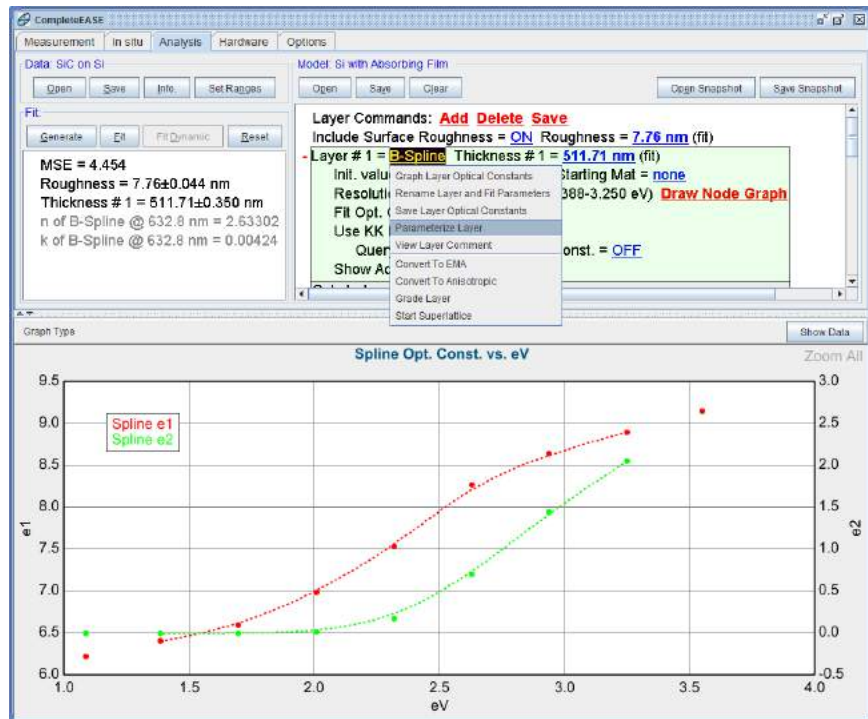 CompleteEASE
Measurement In situ Analysis Hardware Options
Data: SiC on Si
Open Save Info. Set Ranges
Fit:
Generate Fit Fit Dynamic Reset
MSE = 4.454
Roughness = 7.76±0.044 nm
Thickness # 1 = 511.71±0.350 nm
n of B-Spline @ 632.8 nm = 2.63302
k of B-Spline @ 632.8 nm = 0.00424
Model: Si with Absorbing Film
Open Save Clear Open Snapshot Save Snapshot
Layer Commands: Add Delete Save
Include Surface Roughness = ON Roughness = 7.76 nm (fit)
- Layer # 1 = B-Spline Thickness # 1 = 511.71 nm (fit)
Init. valu Starting Mat = none
Resolutio 388-3.250 eV) Draw Node Graph
Fit Opt. C
Use KK
Quer onst. = OFF
Show Ad
Graph Layer Optical Constants
Rename Layer and Fit Parameters
Save Layer Optical Constants
Parameterize Layer
View Layer Comment
Convert To EMA
Convert To Anisotropic
Grade Layer
Start Superlattice
Graph Type Show Data
Spline Opt. Const. vs. eV
Zoom All
Spline e1
Spline e2
9.5
9.0
8.5
8.0
7.5
7.0
6.5
6.0
e1
3.0
2.5
2.0
1.5
1.0
0.5
0.0
-0.5
e2
1.0 1.5 2.0 2.5 3.0 3.5 4.0
eV